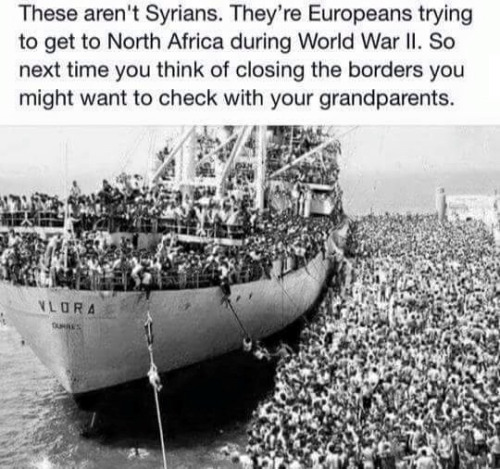 These aren't Syrians. They're Europeans trying
to get to North Africa during World War II. So
next time you think of closing the borders you
might want to check with your grandparents.
VLORA
DURRES